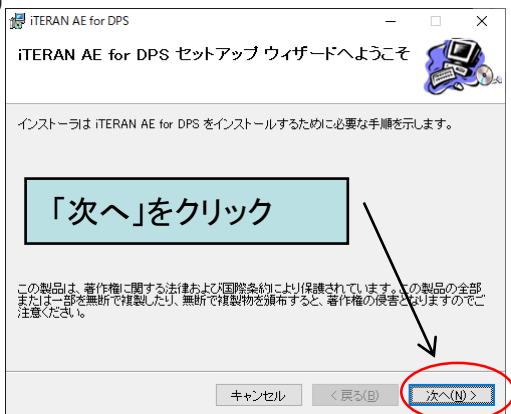 iTERAN AE for DPS
iTERAN AE for DPS セットアップ ウィザードへようこそ
インストーラは iTERAN AE for DPS をインストールするために必要な手順を示します。
「次へ」をクリック
この製品は、著作権に関する法律および国際条約により保護されています。この製品の全部
または一部を無断で複製したり、無断で複製物を頒布すると、著作権の侵害となりますのでご
注意ください。
キャンセル
< 戻る(B)
次へ(N) >